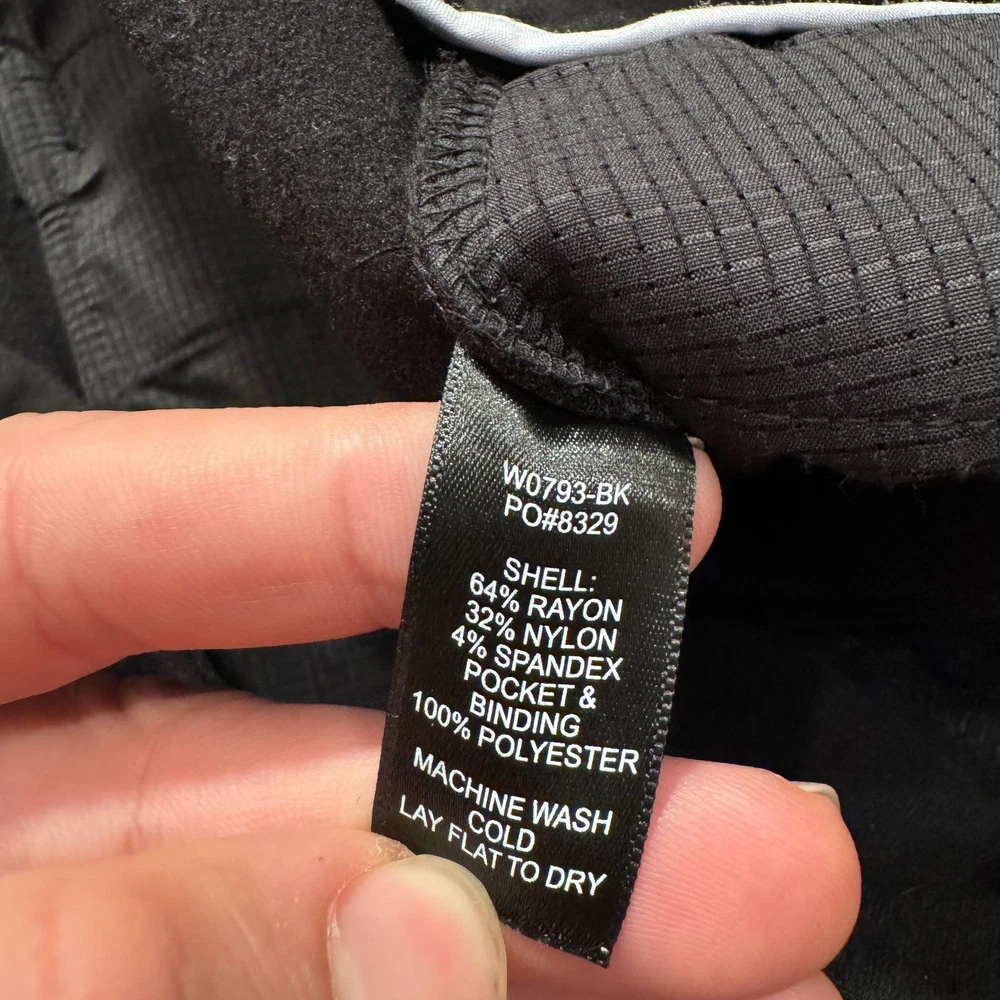 W0793-BK
PO#8329
SHELL:
64% RAYON
32% NYLON
4% SPANDEX
POCKET &
BINDING
100% POLYESTER
MACHINE WASH
COLD
LAY FLAT TO DRY